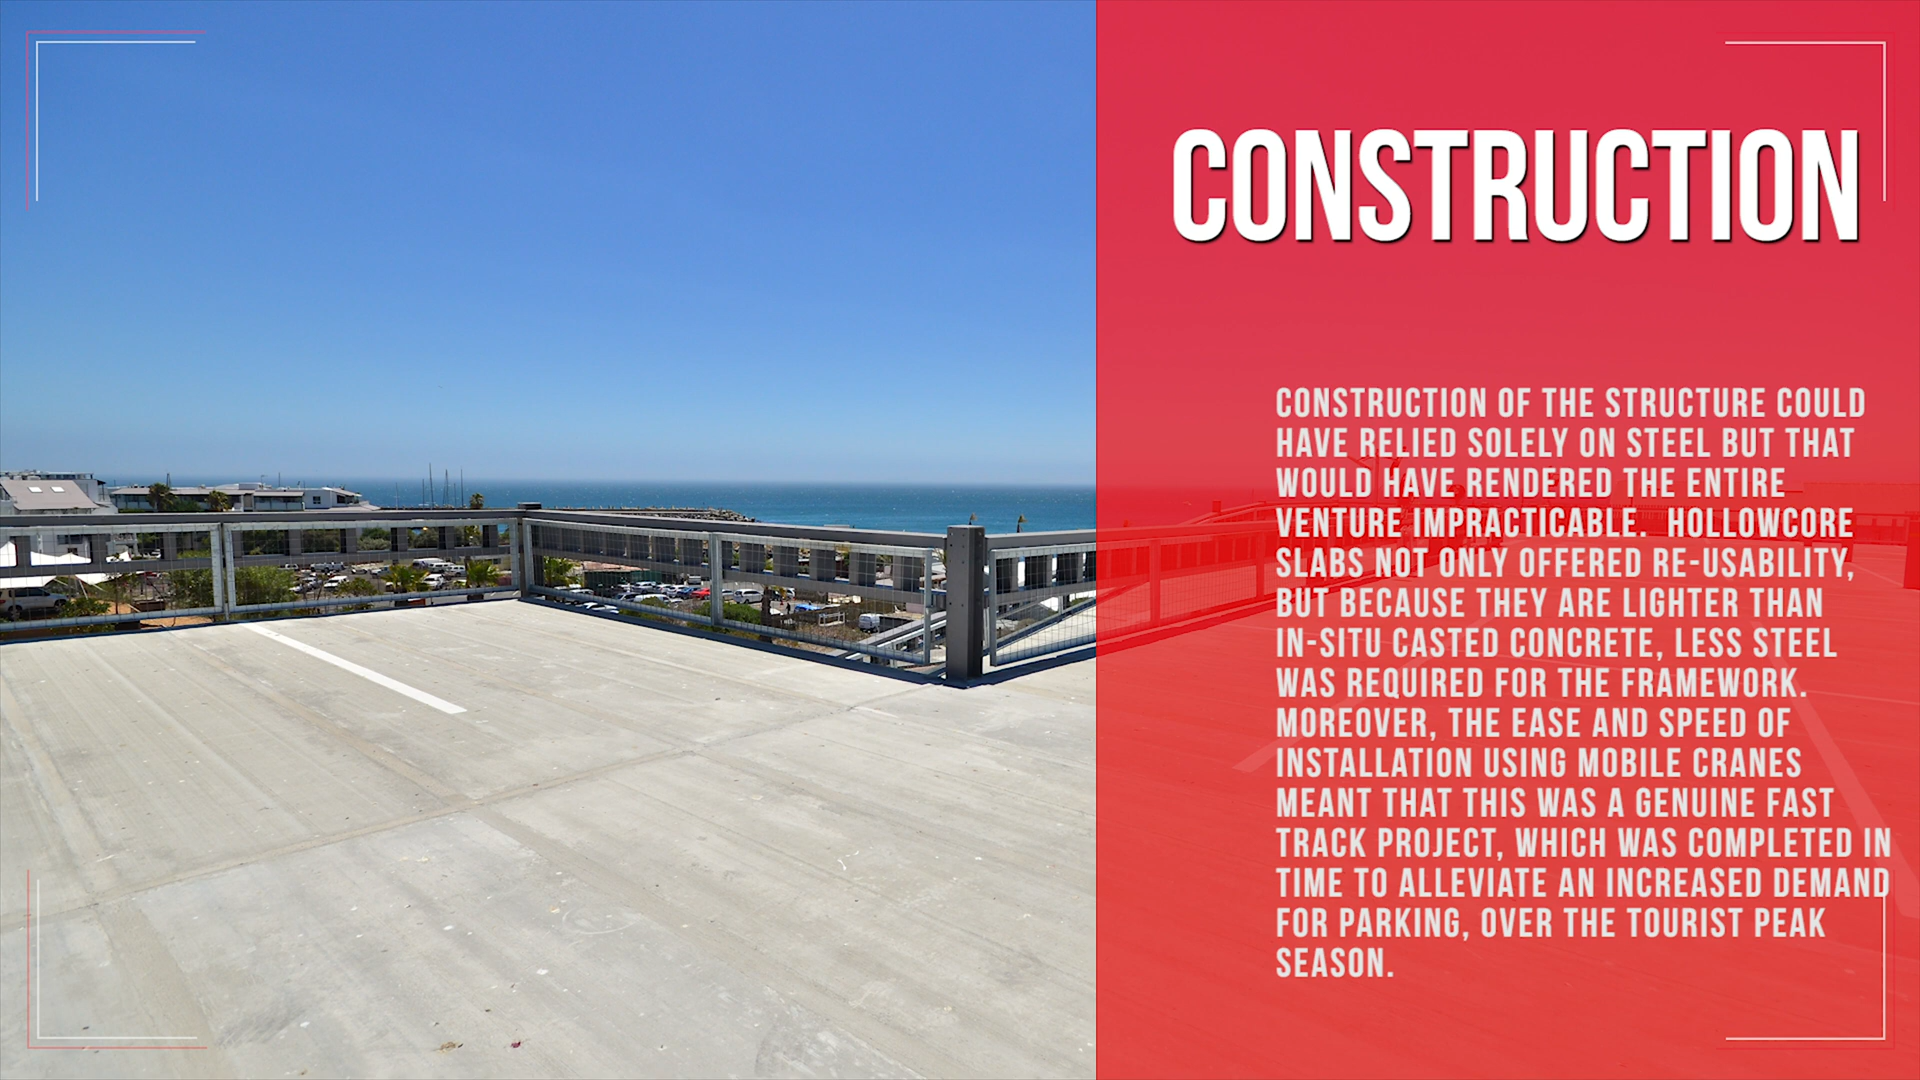 CONSTRUCTION
CONSTRUCTION OF THE STRUCTURE COULD
HAVE RELIED SOLELY ON STEEL BUT THAT
WOULD HAVE RENDERED THE ENTIRE
VENTURE IMPRACTICABLE. HOLLOWCORE
SLABS NOT ONLY OFFERED RE-USABILITY,
BUT BECAUSE THEY ARE LIGHTER THAN
IN-SITU CASTED CONCRETE, LESS STEEL
WAS REQUIRED FOR THE FRAMEWORK.
MOREOVER, THE EASE AND SPEED OF
INSTALLATION USING MOBILE CRANES
MEANT THAT THIS WAS A GENUINE FAST
TRACK PROJECT, WHICH WAS COMPLETED IN
TIME TO ALLEVIATE AN INCREASED DEMAND
FOR PARKING, OVER THE TOURIST PEAK
SEASON.